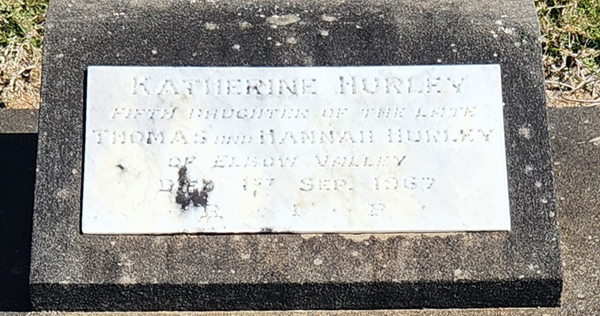 KATHERINE HURLEY
FIFTH DAUGHTER OF THE LATE
THOMAS and HANNAH HURLEY
OF ELBOW VALLEY
DIED 1ST SEP. 1967
R. I. P.